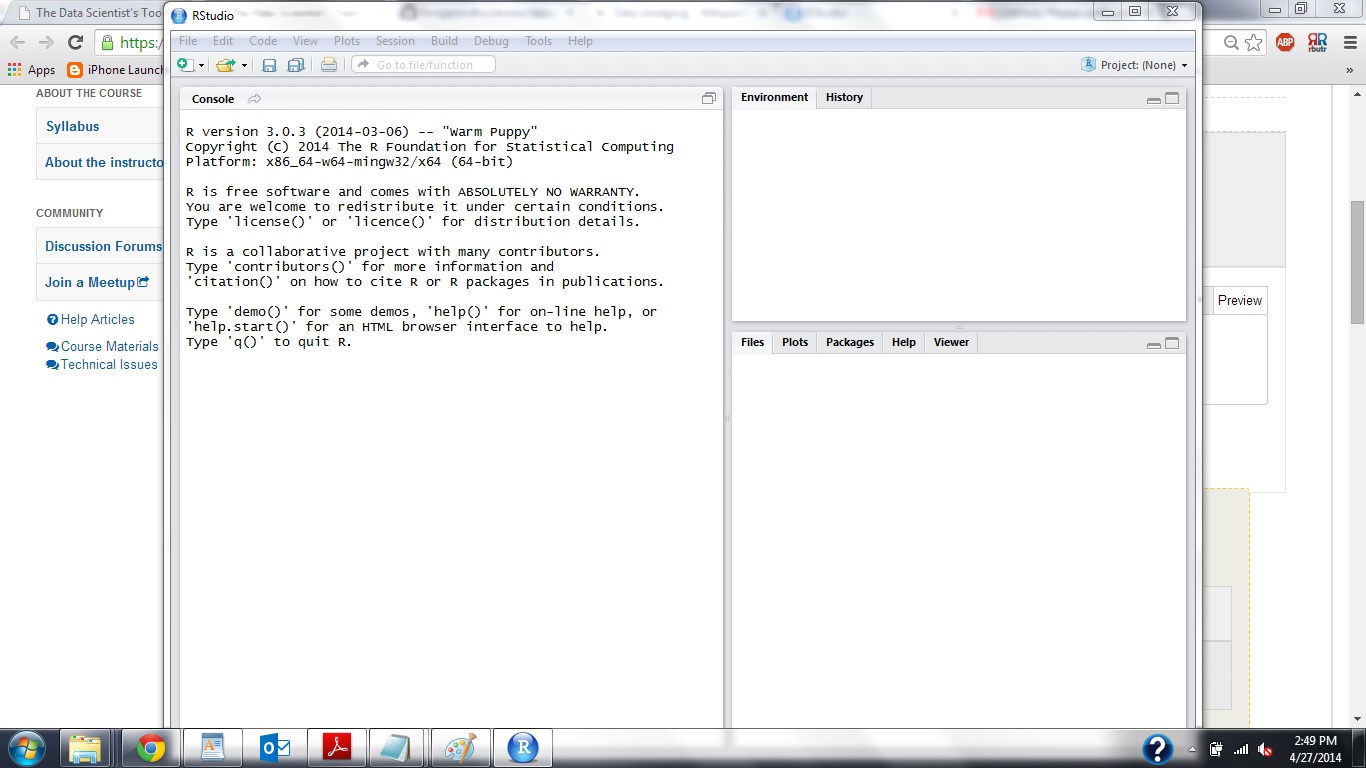 The Data Scientist's Too
RStudio
https:/
Apps
iPhone Launch
ABP
RR
rbutr
»
File Edit Code View Plots Session Build Debug Tools Help
Go to file/function
Project: (None)
ABOUT THE COURSE
Syllabus
About the instructo
COMMUNITY
Discussion Forums
Join a Meetup
Help Articles
Course Materials
Technical Issues
Console
R version 3.0.3 (2014-03-06) -- "Warm Puppy"
Copyright (C) 2014 The R Foundation for Statistical Computing
Platform: x86_64-w64-mingw32/x64 (64-bit)
R is free software and comes with ABSOLUTELY NO WARRANTY.
You are welcome to redistribute it under certain conditions.
Type 'license()' or 'licence()' for distribution details.
R is a collaborative project with many contributors.
Type 'contributors()' for more information and
'citation()' on how to cite R or R packages in publications.
Type 'demo()' for some demos, 'help()' for on-line help, or
'help.start()' for an HTML browser interface to help.
Type 'q()' to quit R.
Environment History
Files Plots Packages Help Viewer
Preview
2:49 PM
4/27/2014